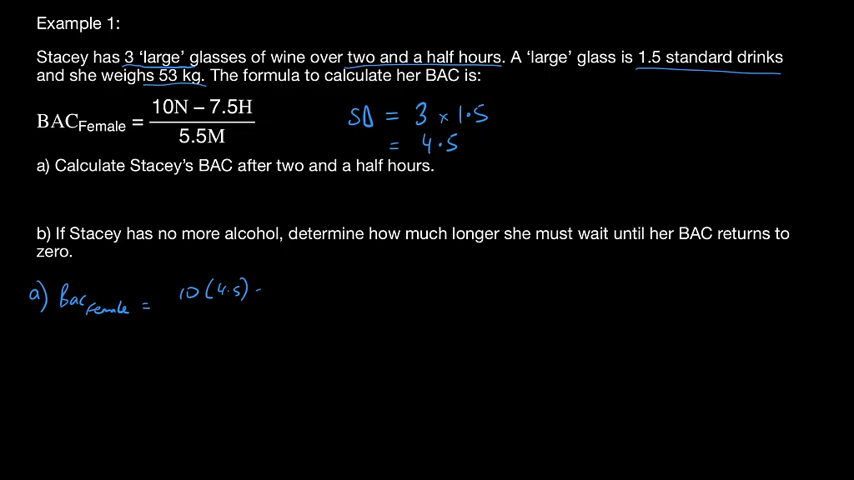 Example 1:
Stacey has 3 ‘large’ glasses of wine over two and a half hours. A ‘large’ glass is 1.5 standard drinks
and she weighs 53 kg. The formula to calculate her BAC is:
BAC_Female = (10N – 7.5H) / 5.5M
SD = 3 × 1.5
= 4.5
a) Calculate Stacey’s BAC after two and a half hours.
b) If Stacey has no more alcohol, determine how much longer she must wait until her BAC returns to
zero.
a) Bac_Female = 10(4.5) -